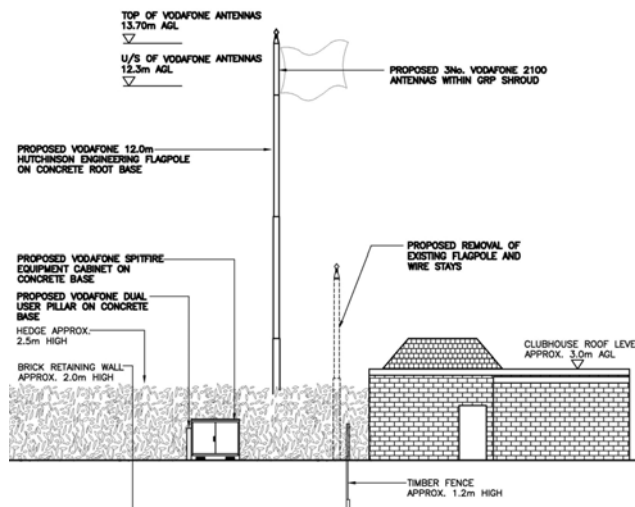 TOP OF VODAFONE ANTENNAS
13.70m AGL
U/S OF VODAFONE ANTENNAS
12.3m AGL
PROPOSED 3No. VODAFONE 2100
ANTENNAS WITHIN GRP SHROUD
PROPOSED VODAFONE 12.0m
HUTCHINSON ENGINEERING FLAGPOLE
ON CONCRETE ROOT BASE
PROPOSED REMOVAL OF
EXISTING FLAGPOLE AND
WIRE STAYS
PROPOSED VODAFONE SPITFIRE
EQUIPMENT CABINET ON
CONCRETE BASE
PROPOSED VODAFONE DUAL
USER PILLAR ON CONCRETE
BASE
HEDGE APPROX.
2.5m HIGH
CLUBHOUSE ROOF LEVE
APPROX. 3.0m AGL
BRICK RETAINING WALL
APPROX. 2.0m HIGH
TIMBER FENCE
APPROX. 1.2m HIGH